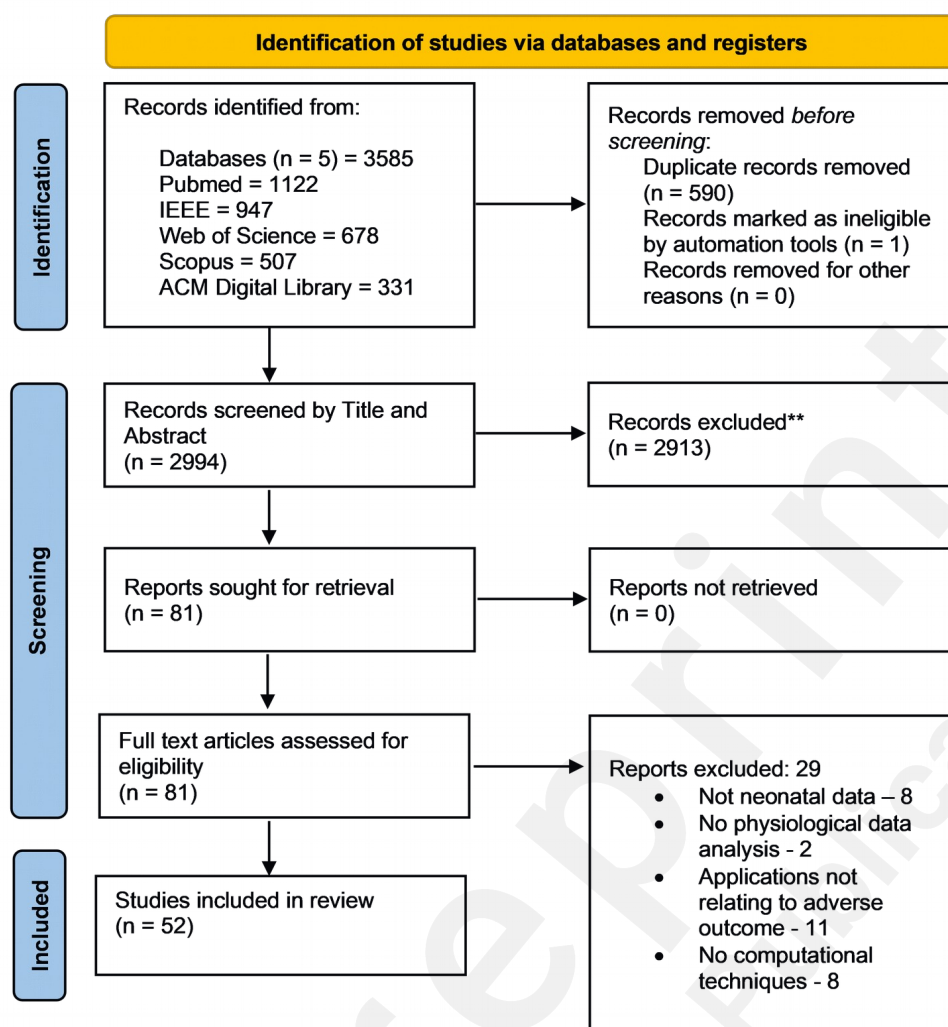 Identification of studies via databases and registers
Identification
Records identified from:
Databases (n = 5) = 3585
Pubmed = 1122
IEEE = 947
Web of Science = 678
Scopus = 507
ACM Digital Library = 331
Records removed before
screening:
Duplicate records removed
(n = 590)
Records marked as ineligible
by automation tools (n = 1)
Records removed for other
reasons (n = 0)
Screening
Records screened by Title and
Abstract
(n = 2994)
Records excluded**
(n = 2913)
Reports sought for retrieval
(n = 81)
Reports not retrieved
(n = 0)
Full text articles assessed for
eligibility
(n = 81)
Reports excluded: 29
• Not neonatal data – 8
• No physiological data
analysis - 2
• Applications not
relating to adverse
outcome - 11
• No computational
techniques - 8
Included
Studies included in review
(n = 52)